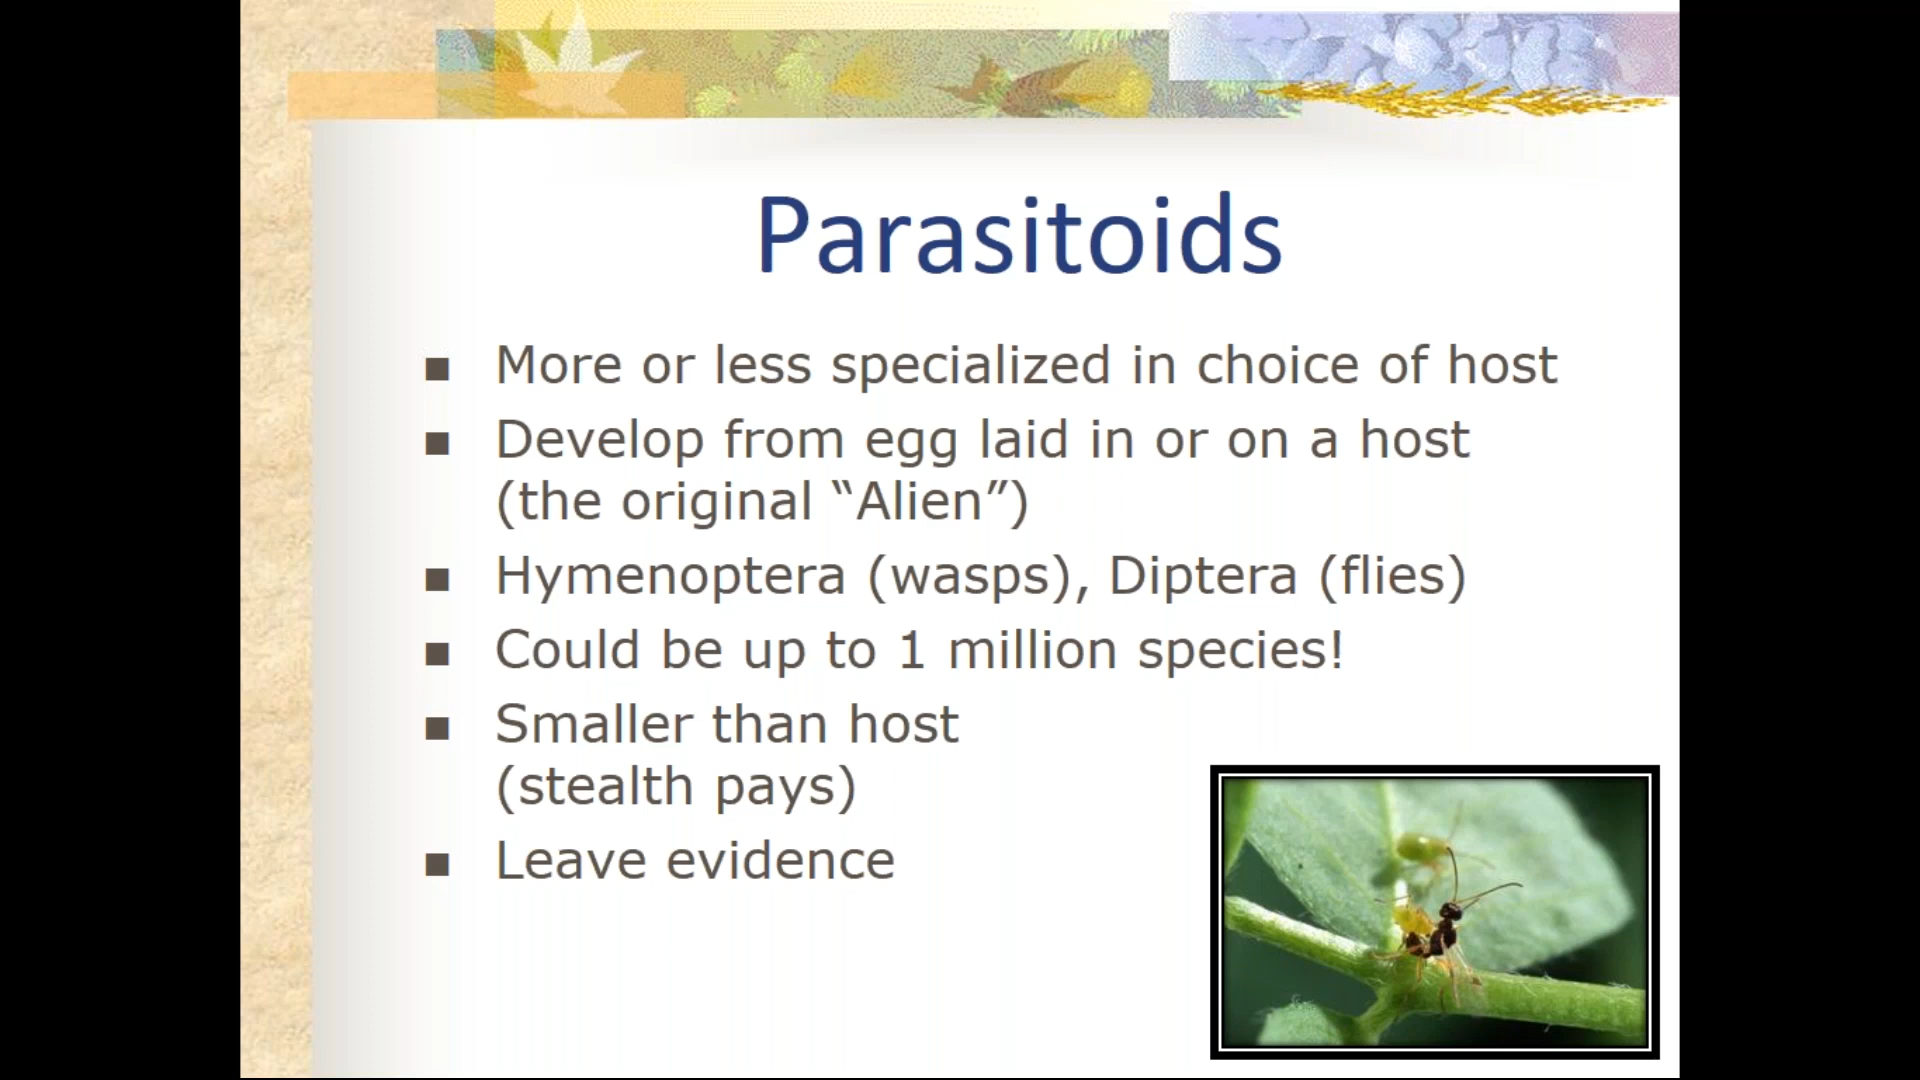 Parasitoids
■ More or less specialized in choice of host
■ Develop from egg laid in or on a host
(the original “Alien”)
■ Hymenoptera (wasps), Diptera (flies)
■ Could be up to 1 million species!
■ Smaller than host
(stealth pays)
■ Leave evidence